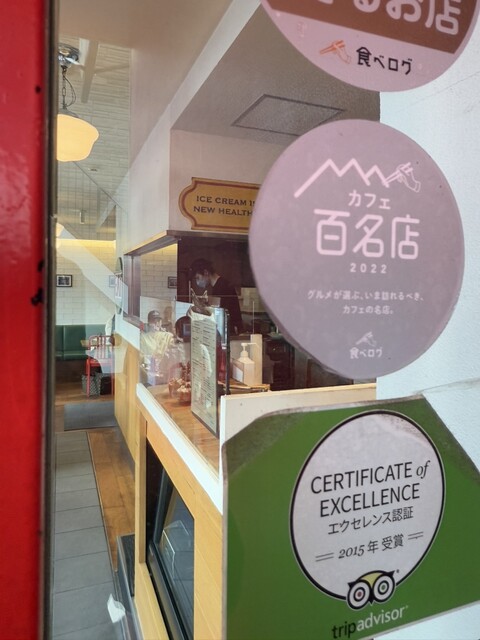 るお店
食べログ
カフェ
百名店
2022
グルメが選ぶ、いま訪れるべき、
カフェの名店。
食べログ
ICE CREAM IS
NEW HEALTH
CERTIFICATE of
EXCELLENCE
エクセレンス認証
2015年 受賞
tripadvisor